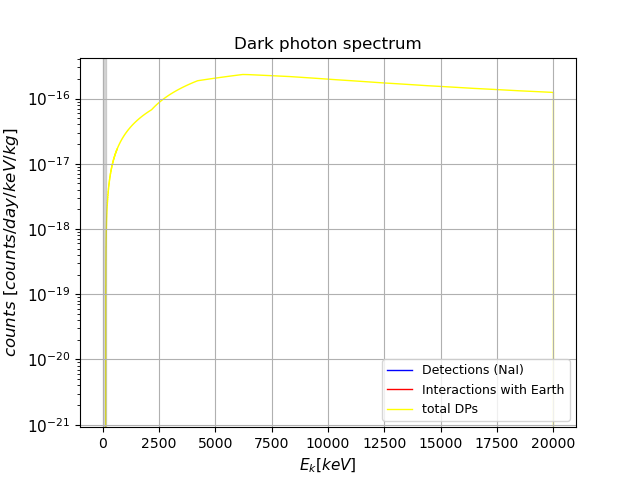 Dark photon spectrum
counts [counts/day/keV/kg]
10⁻¹⁶
10⁻¹⁷
10⁻¹⁸
10⁻¹⁹
10⁻²⁰
10⁻²¹
Detections (NaI)
Interactions with Earth
total DPs
0 2500 5000 7500 10000 12500 15000 17500 20000
Eₖ[keV]